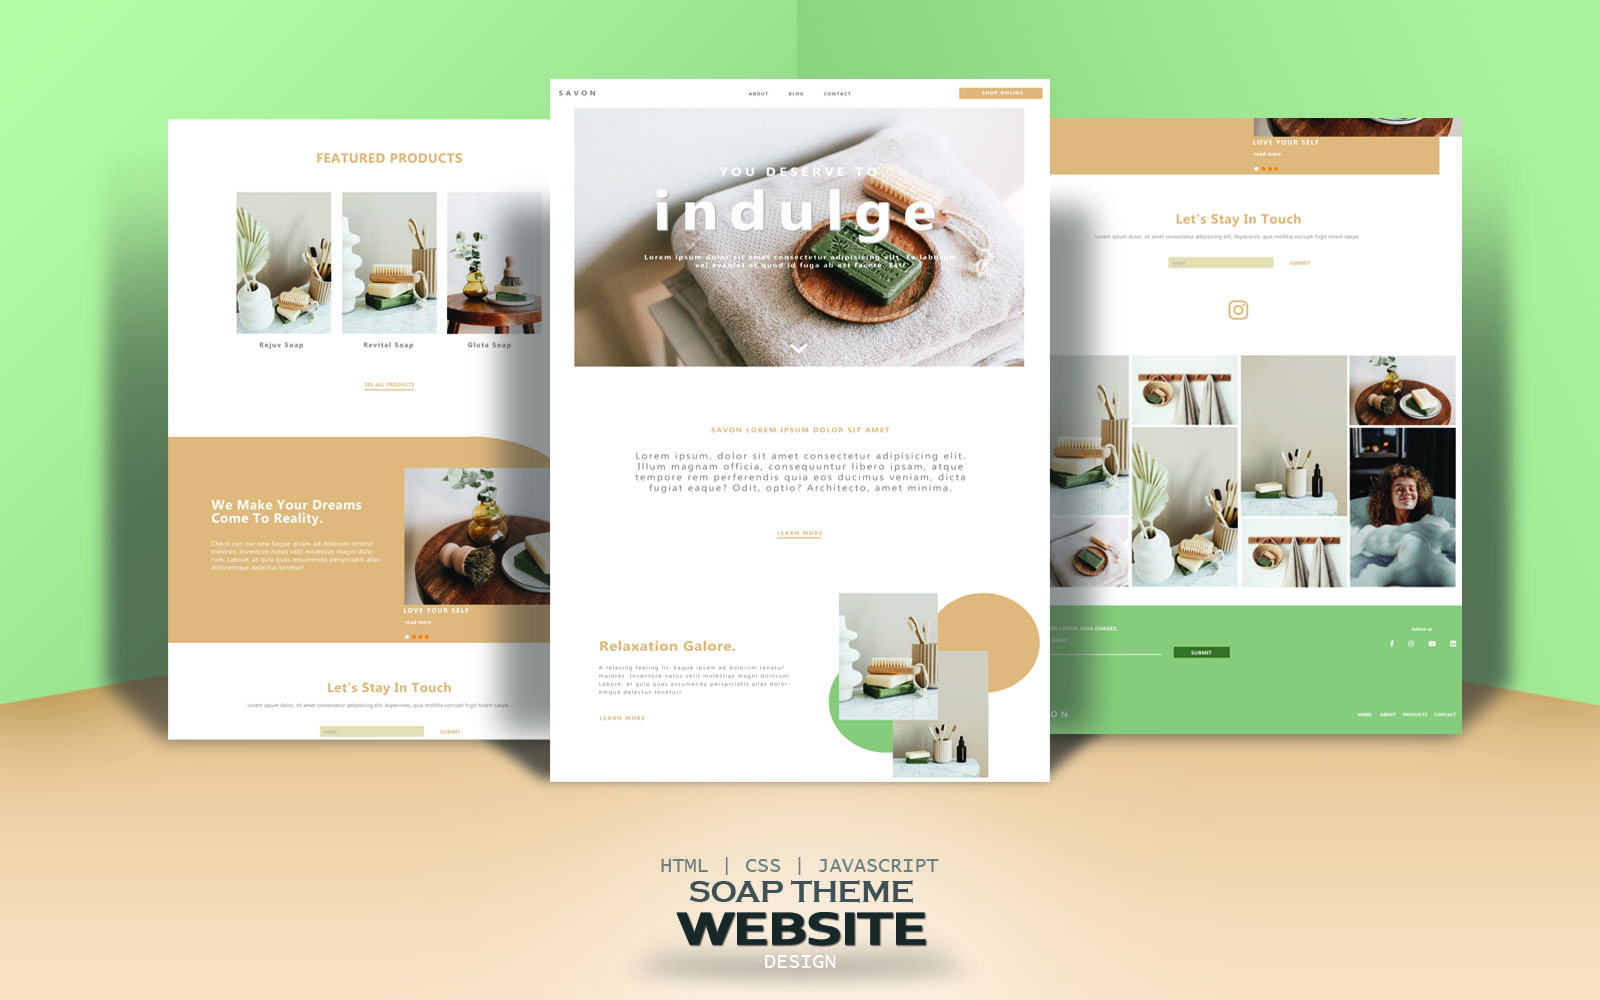 FEATURED PRODUCTS
Rejuv Soap
Revital Soap
Gluta Soap
SEE ALL PRODUCTS
We Make Your Dreams
Come To Reality.
Check out our new Eaque ipsam ad dolorum tenetur
maiores. Inventore natus velit molestias magni dolo-
rum. Labore, at quia quas assumenda perspiciatis alias
doloremque delectus tenetur!
LOVE YOUR SELF
read more
Let's Stay In Touch
Lorem ipsum dolor, sit amet consectetur adipisicing elit. Asperiores, quis mollitia corrupti fugit totam saepe.
email
SUBMIT
SAVON
ABOUT
BLOG
CONTACT
SHOP ONLINE
YOU DESERVE TO
indulge
Lorem ipsum dolor sit amet consectetur adipisicing elit. Ea laborum
vel eveniet at quod id fuga ab est facere. Est!
SAVON LOREM IPSUM DOLOR SIT AMET
Lorem ipsum, dolor sit amet consectetur adipisicing elit.
Illum magnam officia, consequuntur libero ipsam, atque
tempore rem perferendis quia eos ducimus veniam, dicta
fugiat eaque? Odit, optio? Architecto, amet minima.
LEARN MORE
Relaxation Galore.
A relaxing feeling lit. Eaque ipsam ad dolorum tenetur
maiores. Inventore natus velit molestias magni dolorum.
Labore, at quia quas assumenda perspiciatis alias dolor-
emque delectus tenetur!
LEARN MORE
LOVE YOUR SELF
read more
Let's Stay In Touch
Lorem ipsum dolor, sit amet consectetur adipisicing elit. Asperiores, quis mollitia corrupti fugit totam saepe.
email
SUBMIT
LOREM JADA IDMAKS.
Email
SUBMIT
follow us
ON
HOME
ABOUT
PRODUCTS
CONTACT
HTML | CSS | JAVASCRIPT
SOAP THEME
WEBSITE
DESIGN